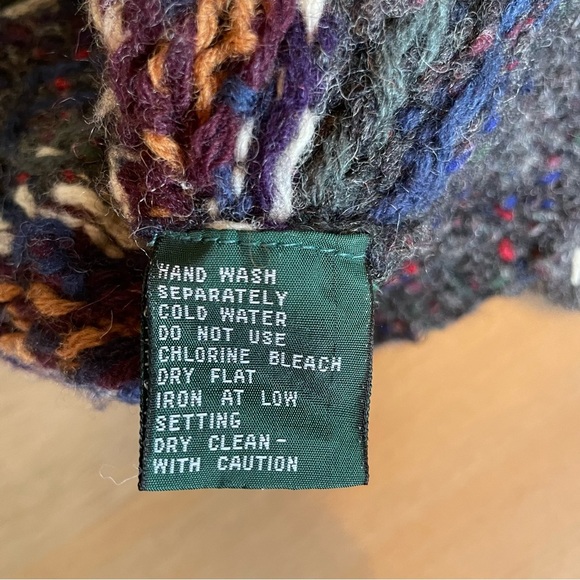 HAND WASH
SEPARATELY
COLD WATER
DO NOT USE
CHLORINE BLEACH
DRY FLAT
IRON AT LOW
SETTING
DRY CLEAN-
WITH CAUTION